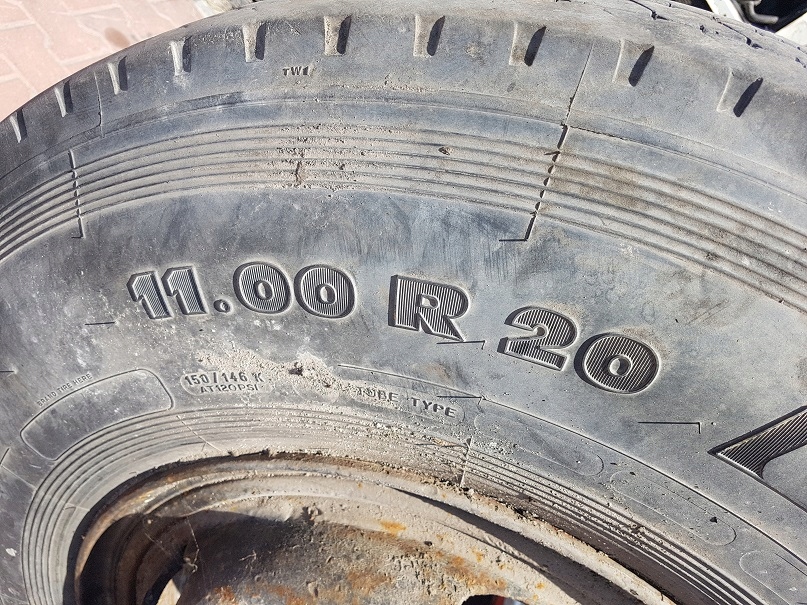 TWI
11.00 R 20
150/146 K
AT120PSI
TUBE TYPE